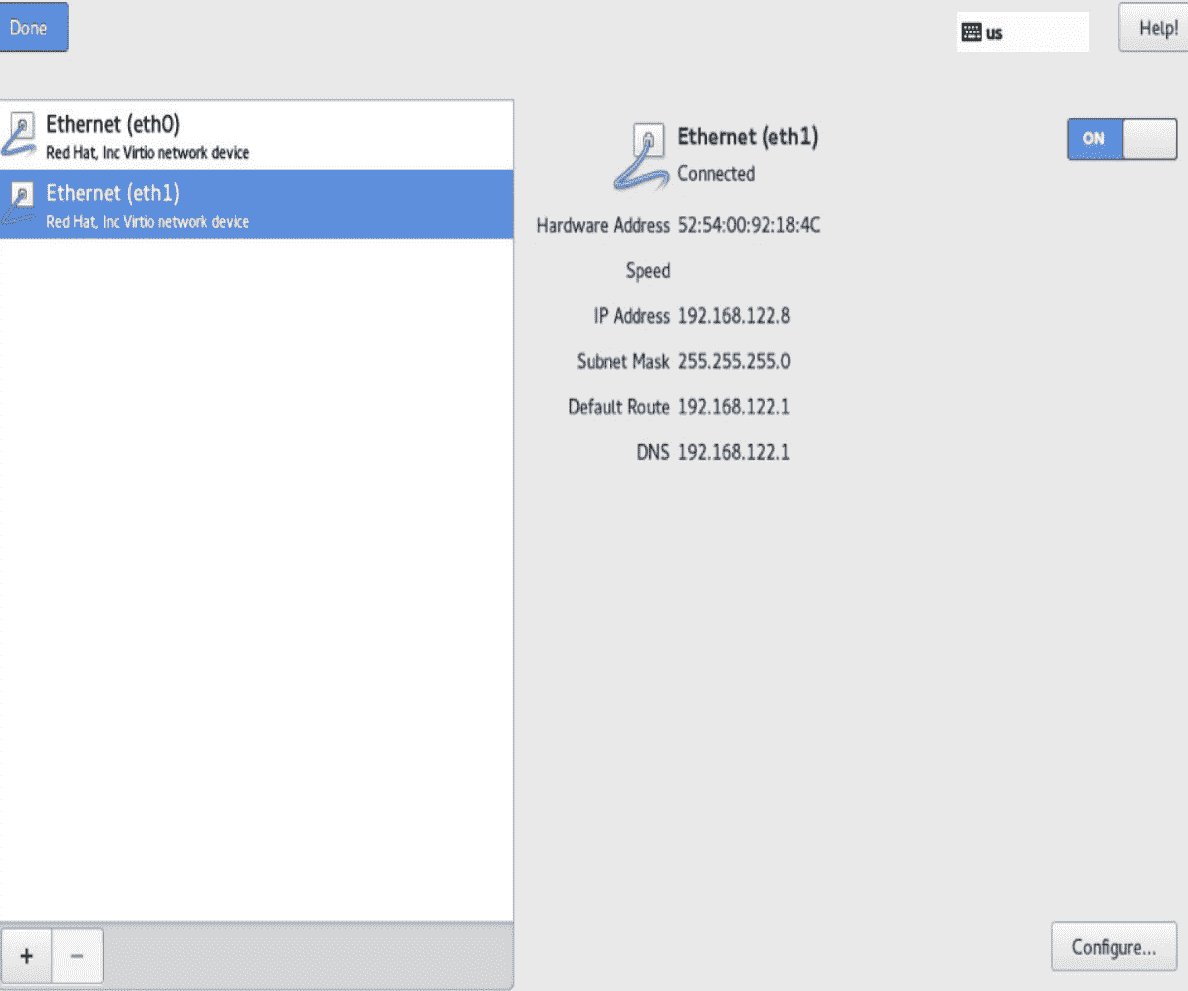 Done
us
Help!
Ethernet (eth0)
Red Hat, Inc Virtio network device
Ethernet (eth1)
Red Hat, Inc Virtio network device
Ethernet (eth1)
Connected
ON
Hardware Address 52:54:00:92:18:4C
Speed
IP Address 192.168.122.8
Subnet Mask 255.255.255.0
Default Route 192.168.122.1
DNS 192.168.122.1
+ −
Configure...